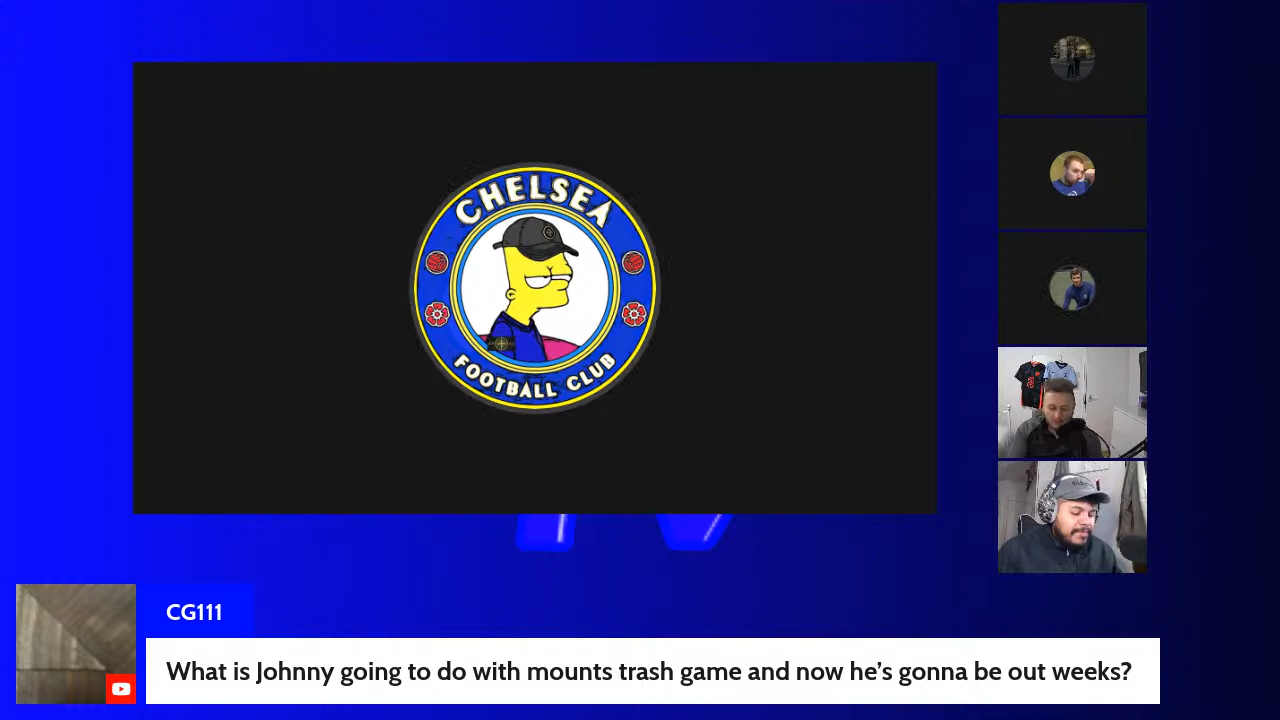 CHELSEA
FOOTBALL CLUB
CG111
What is Johnny going to do with mounts trash game and now he's gonna be out weeks?